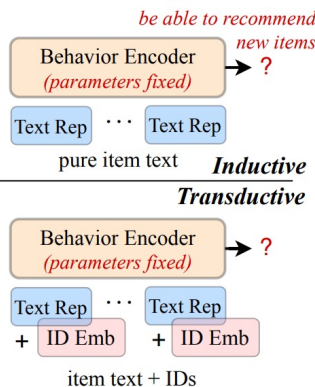 be able to recommend
new items
Behavior Encoder
(parameters fixed)
?
Text Rep ... Text Rep
pure item text
Inductive
Transductive
Behavior Encoder
(parameters fixed)
?
Text Rep ... Text Rep
+ ID Emb + ID Emb
item text + IDs